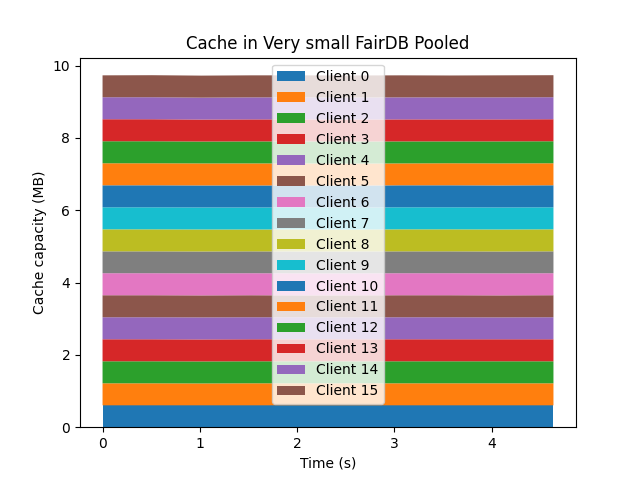 Cache in Very small FairDB Pooled
10
8
6
4
2
0
Cache capacity (MB)
Client 0
Client 1
Client 2
Client 3
Client 4
Client 5
Client 6
Client 7
Client 8
Client 9
Client 10
Client 11
Client 12
Client 13
Client 14
Client 15
0 1 2 3 4
Time (s)